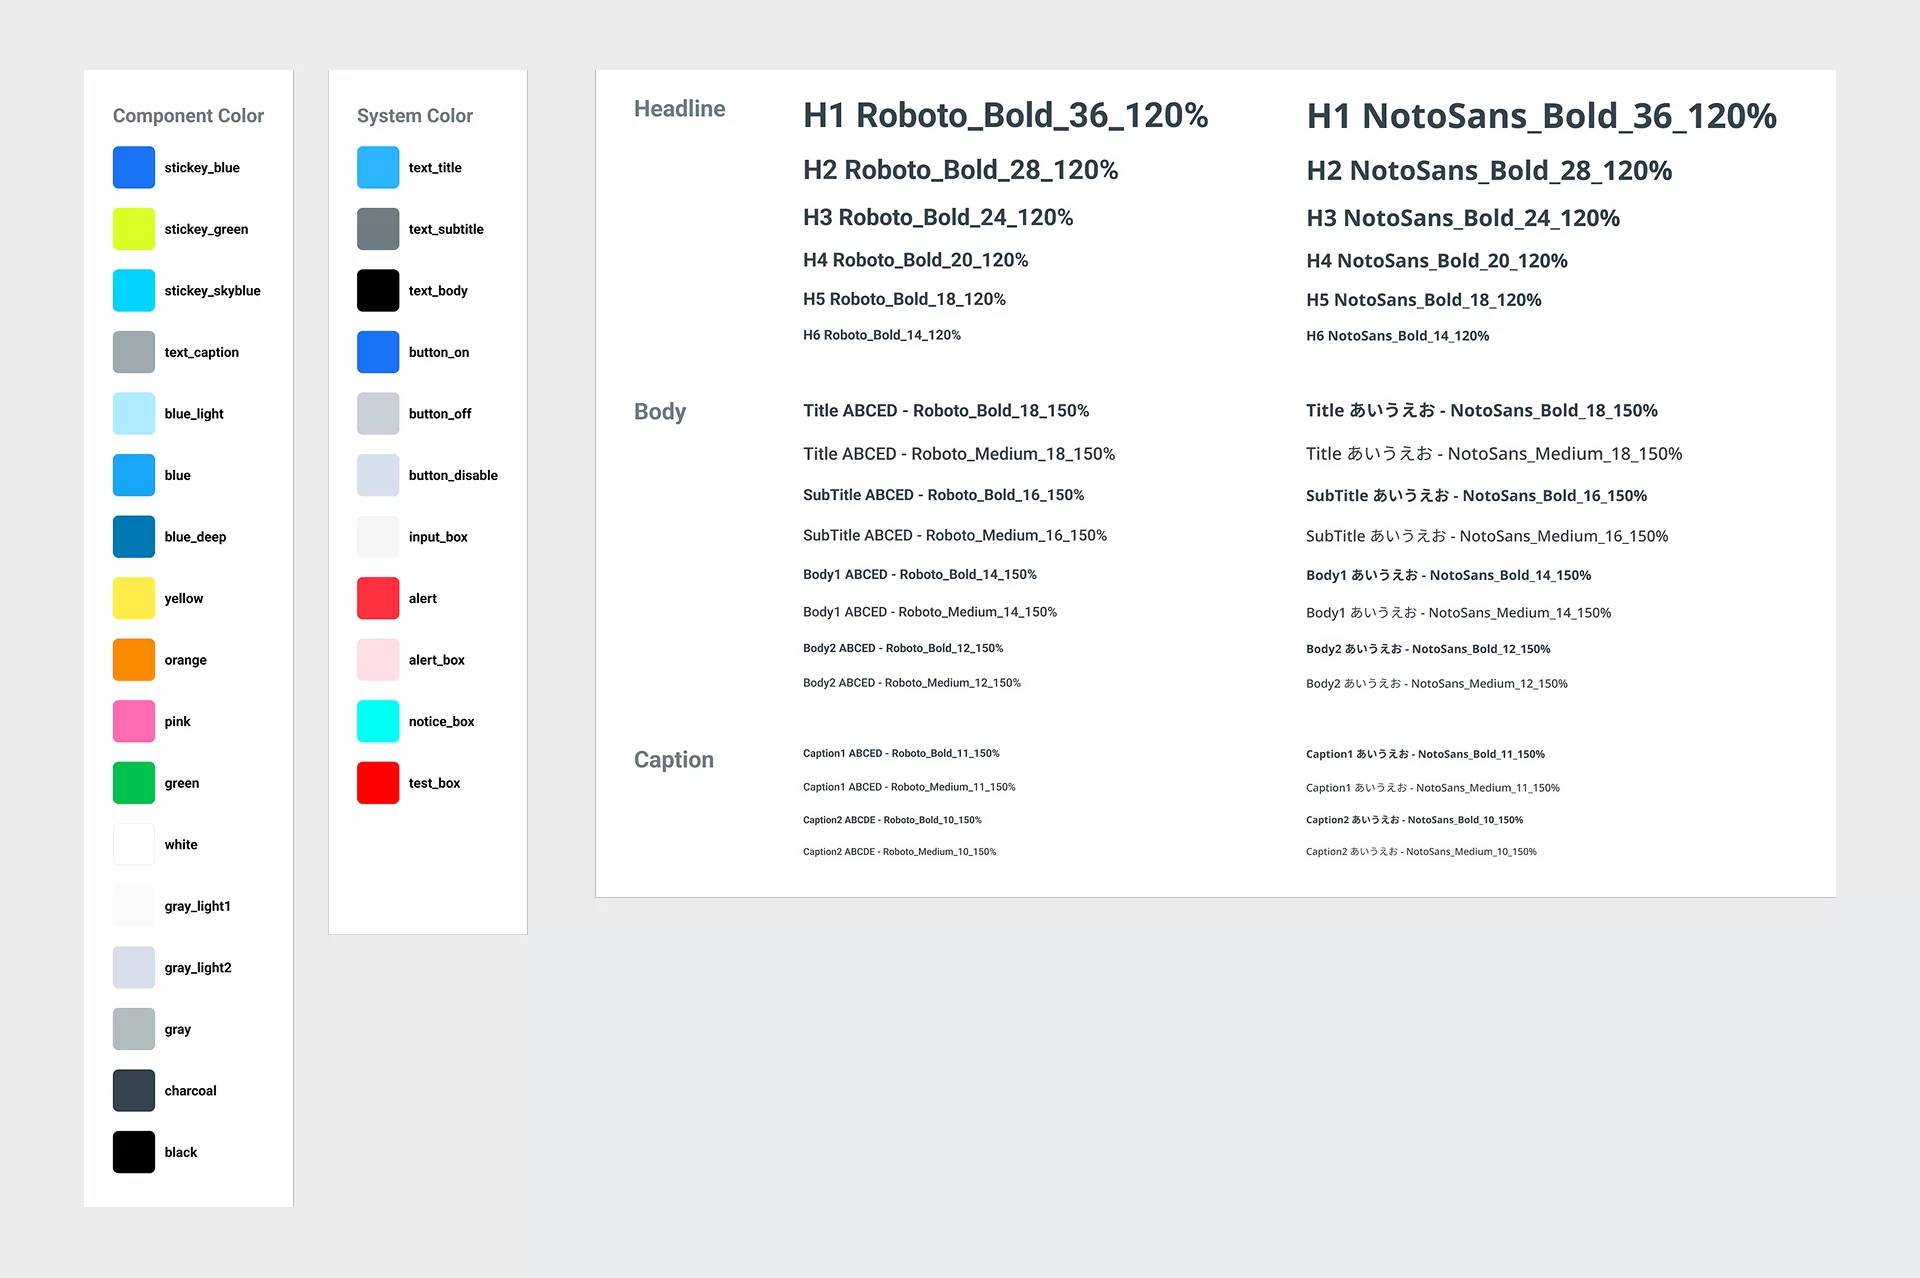 Component Color
stickey_blue
stickey_green
stickey_skyblue
text_caption
blue_light
blue
blue_deep
yellow
orange
pink
green
white
gray_light1
gray_light2
gray
charcoal
black
System Color
text_title
text_subtitle
text_body
button_on
button_off
button_disable
input_box
alert
alert_box
notice_box
test_box
Headline
H1 Roboto_Bold_36_120%
H2 Roboto_Bold_28_120%
H3 Roboto_Bold_24_120%
H4 Roboto_Bold_20_120%
H5 Roboto_Bold_18_120%
H6 Roboto_Bold_14_120%
H1 NotoSans_Bold_36_120%
H2 NotoSans_Bold_28_120%
H3 NotoSans_Bold_24_120%
H4 NotoSans_Bold_20_120%
H5 NotoSans_Bold_18_120%
H6 NotoSans_Bold_14_120%
Body
Title ABCED - Roboto_Bold_18_150%
Title ABCED - Roboto_Medium_18_150%
SubTitle ABCED - Roboto_Bold_16_150%
SubTitle ABCED - Roboto_Medium_16_150%
Body1 ABCED - Roboto_Bold_14_150%
Body1 ABCED - Roboto_Medium_14_150%
Body2 ABCED - Roboto_Bold_12_150%
Body2 ABCED - Roboto_Medium_12_150%
Title あいうえお - NotoSans_Bold_18_150%
Title あいうえお - NotoSans_Medium_18_150%
SubTitle あいうえお - NotoSans_Bold_16_150%
SubTitle あいうえお - NotoSans_Medium_16_150%
Body1 あいうえお - NotoSans_Bold_14_150%
Body1 あいうえお - NotoSans_Medium_14_150%
Body2 あいうえお - NotoSans_Bold_12_150%
Body2 あいうえお - NotoSans_Medium_12_150%
Caption
Caption1 ABCED - Roboto_Bold_11_150%
Caption1 ABCED - Roboto_Medium_11_150%
Caption2 ABCDE - Roboto_Bold_10_150%
Caption2 ABCDE - Roboto_Medium_10_150%
Caption1 あいうえお - NotoSans_Bold_11_150%
Caption1 あいうえお - NotoSans_Medium_11_150%
Caption2 あいうえお - NotoSans_Bold_10_150%
Caption2 あいうえお - NotoSans_Medium_10_150%